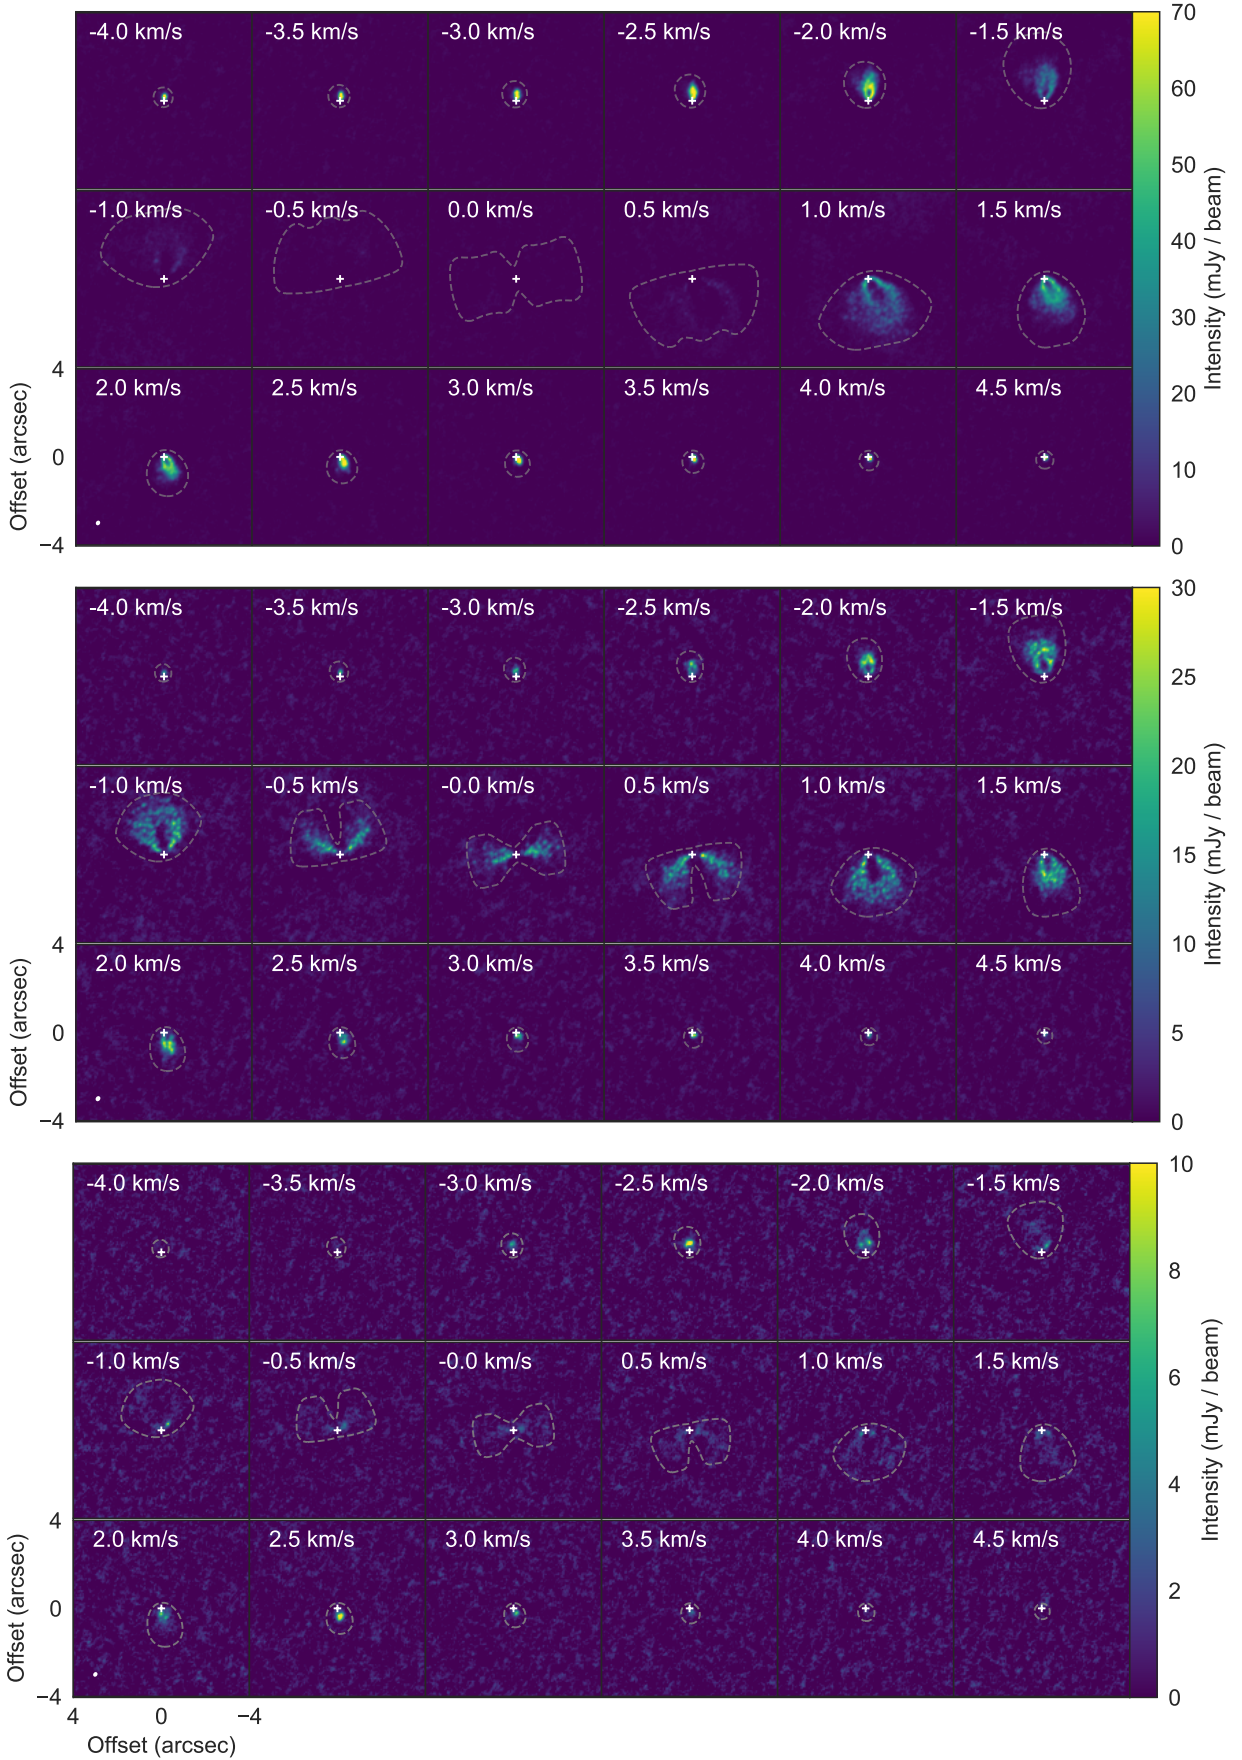 -4.0 km/s -3.5 km/s -3.0 km/s -2.5 km/s -2.0 km/s -1.5 km/s
70
60
50
40
30
20
10
0
Intensity (mJy / beam)
-1.0 km/s -0.5 km/s 0.0 km/s 0.5 km/s 1.0 km/s 1.5 km/s
2.0 km/s 2.5 km/s 3.0 km/s 3.5 km/s 4.0 km/s 4.5 km/s
4
0
−4
Offset (arcsec)
-4.0 km/s -3.5 km/s -3.0 km/s -2.5 km/s -2.0 km/s -1.5 km/s
30
25
20
15
10
5
0
Intensity (mJy / beam)
-1.0 km/s -0.5 km/s -0.0 km/s 0.5 km/s 1.0 km/s 1.5 km/s
2.0 km/s 2.5 km/s 3.0 km/s 3.5 km/s 4.0 km/s 4.5 km/s
4
0
−4
Offset (arcsec)
-4.0 km/s -3.5 km/s -3.0 km/s -2.5 km/s -2.0 km/s -1.5 km/s
10
8
6
4
2
0
Intensity (mJy / beam)
-1.0 km/s -0.5 km/s -0.0 km/s 0.5 km/s 1.0 km/s 1.5 km/s
2.0 km/s 2.5 km/s 3.0 km/s 3.5 km/s 4.0 km/s 4.5 km/s
4
0
−4
Offset (arcsec)
4 0 −4
Offset (arcsec)